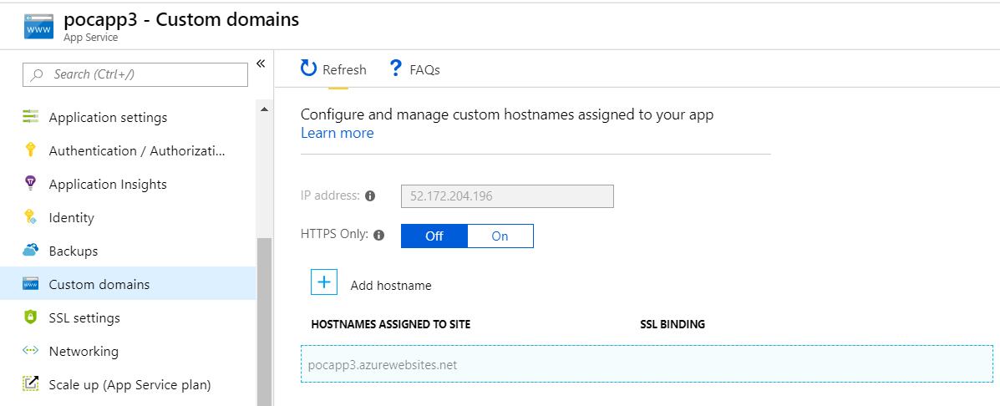 www
pocapp3 - Custom domains
App Service
Search (Ctrl+/)
«
Application settings
Authentication / Authorizati...
Application Insights
Identity
Backups
www
Custom domains
SSL settings
Networking
Scale up (App Service plan)
Refresh
? FAQs
Configure and manage custom hostnames assigned to your app
Learn more
IP address: 52.172.204.196
HTTPS Only: Off On
+ Add hostname
HOSTNAMES ASSIGNED TO SITE SSL BINDING
pocapp3.azurewebsites.net